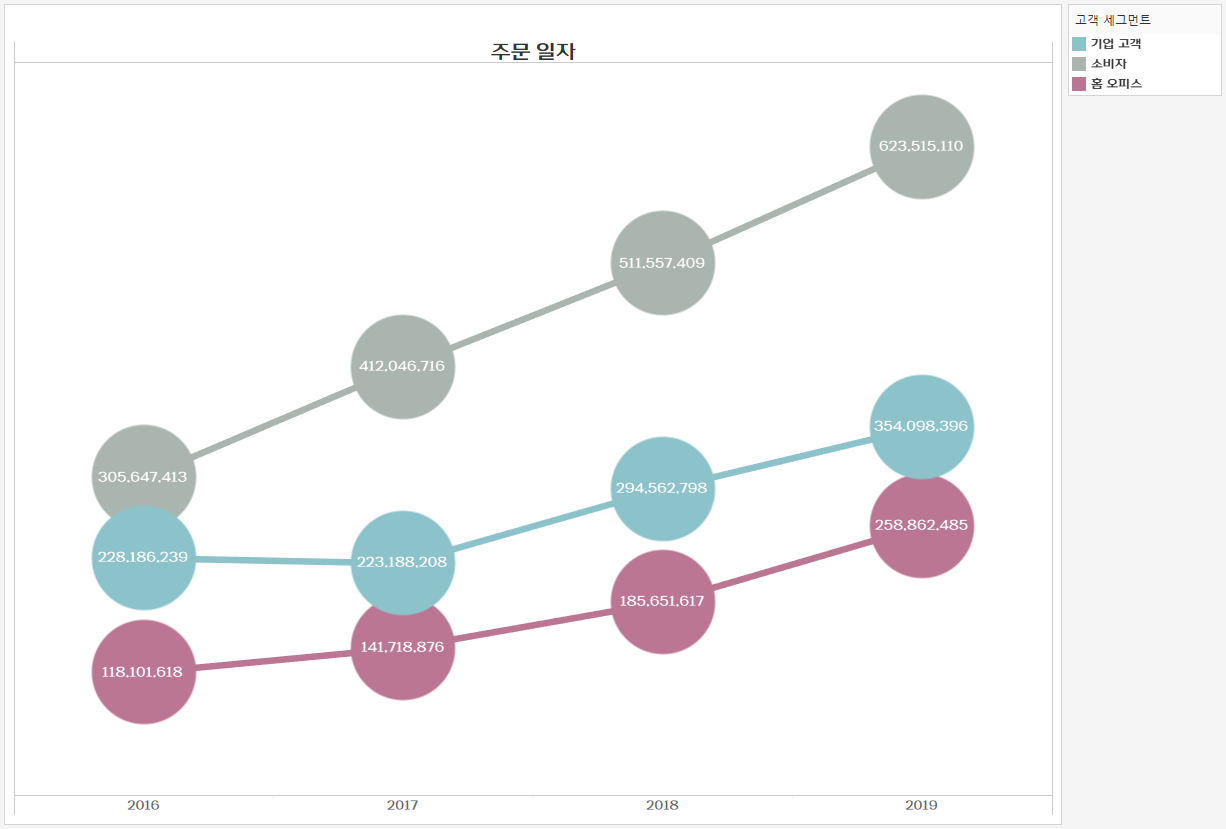 주문 일자
고객 세그먼트
기업 고객
소비자
홈 오피스
623,515,110
511,557,409
412,046,716
305,647,413
354,098,396
294,562,798
228,186,239
223,188,208
258,862,485
185,651,617
141,718,876
118,101,618
2016 2017 2018 2019